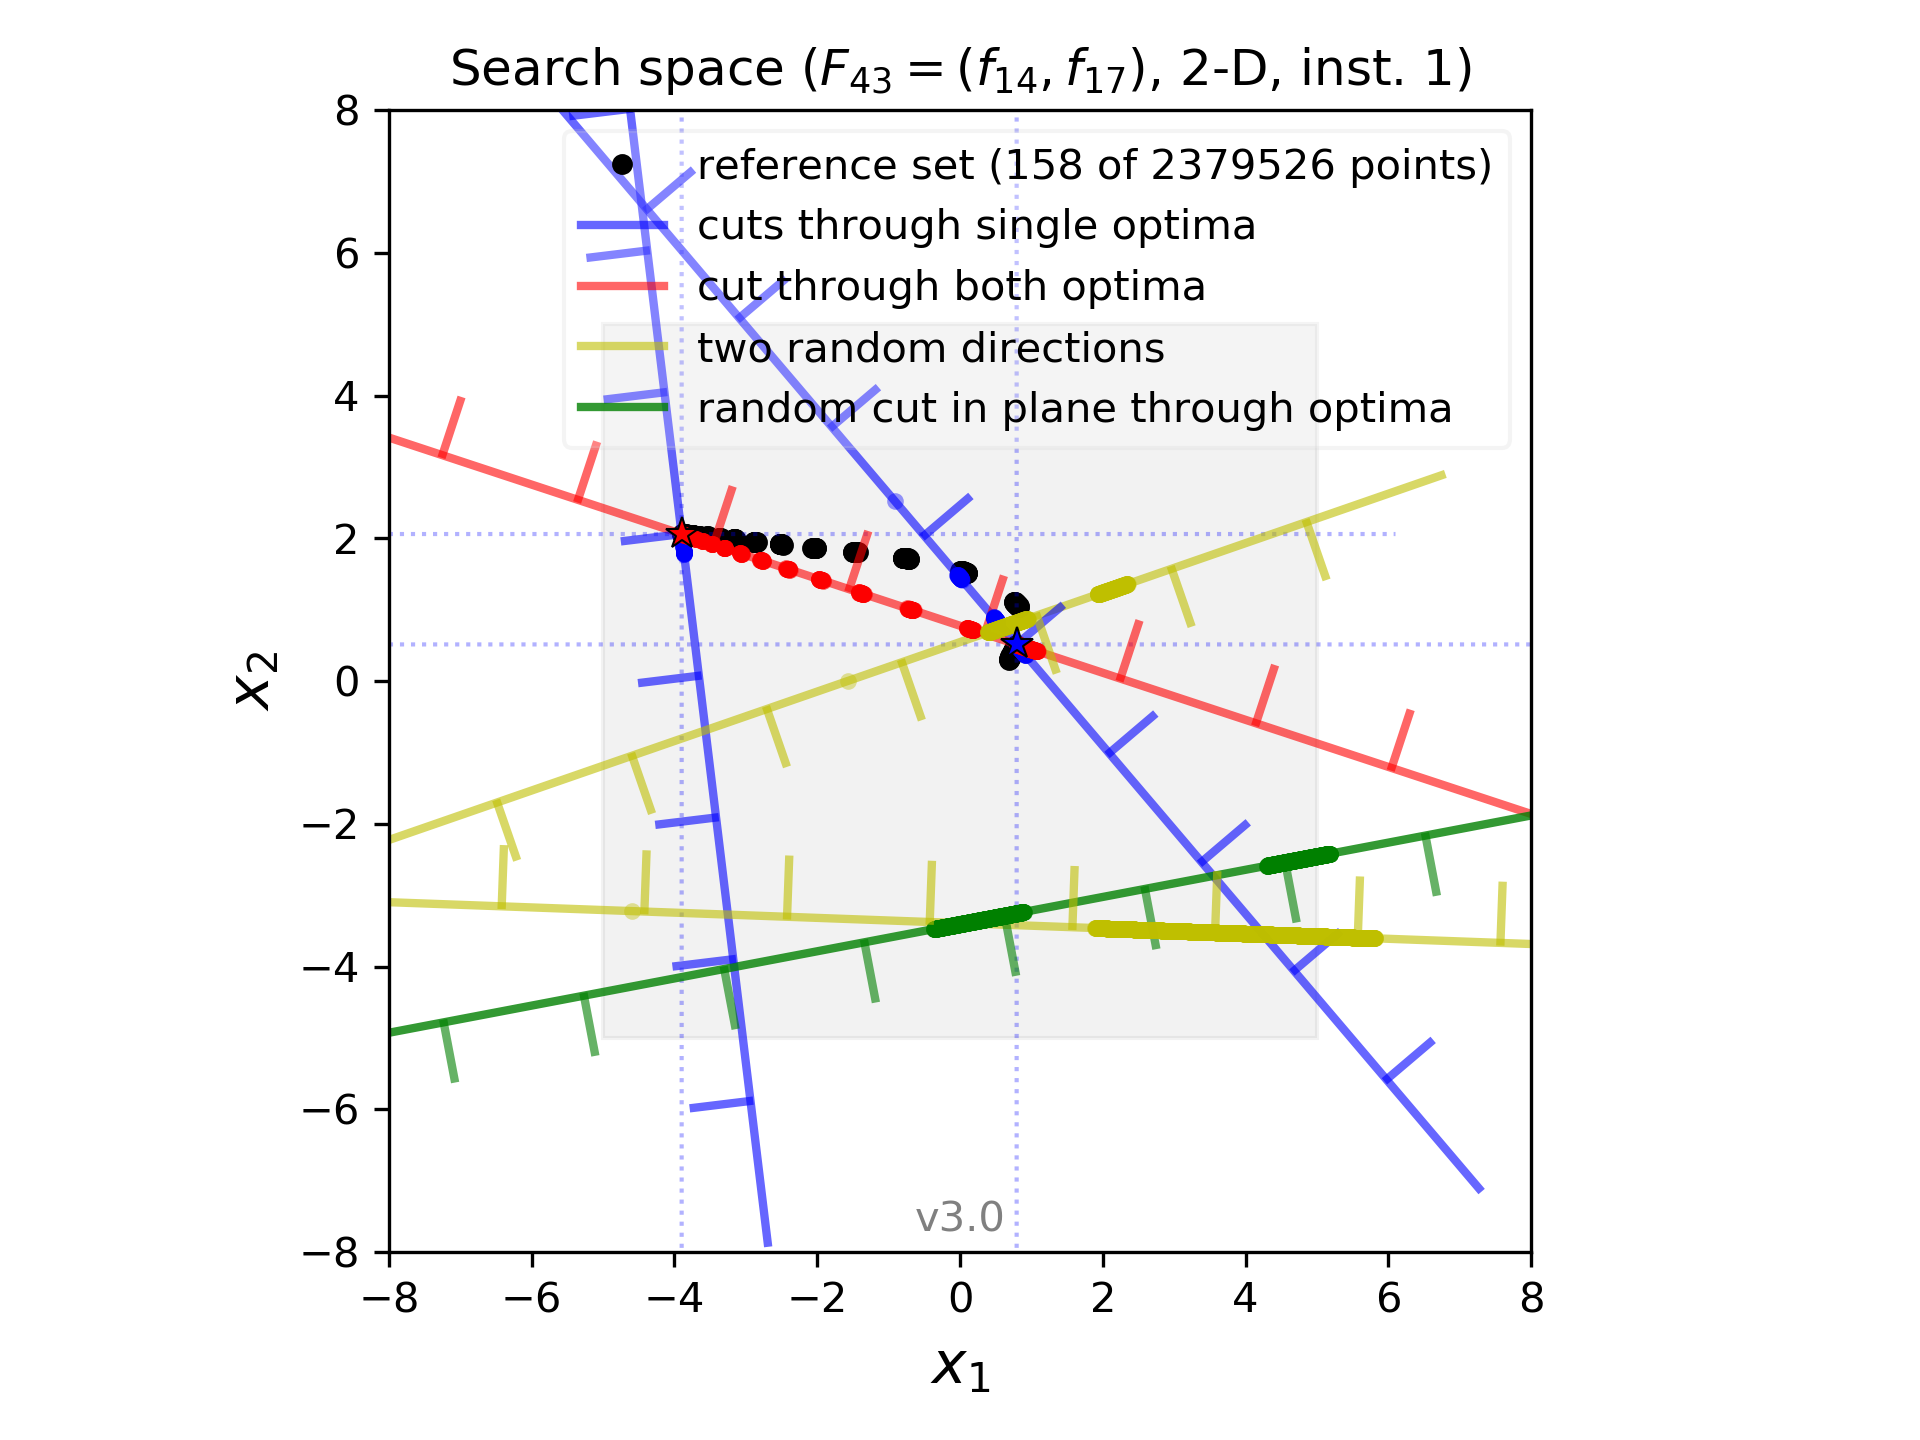 Search space (F43 = (f14, f17), 2-D, inst. 1)
reference set (158 of 2379526 points)
cuts through single optima
cut through both optima
two random directions
random cut in plane through optima
8
6
4
2
0
−2
−4
−6
−8
x2
v3.0
−8 −6 −4 −2 0 2 4 6 8
x1